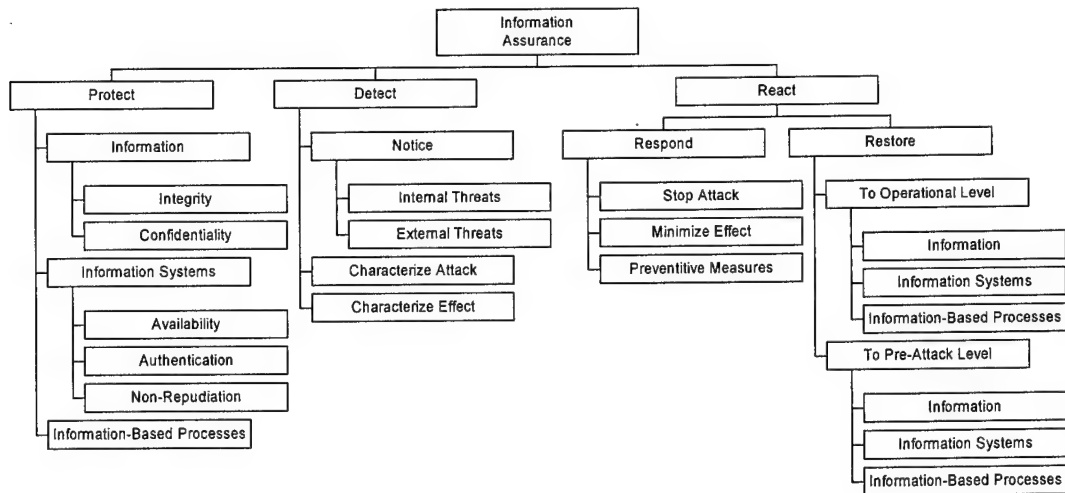 Information
Assurance
Protect
Detect
React
Information
Notice
Respond
Restore
Integrity
Internal Threats
Stop Attack
To Operational Level
Confidentiality
External Threats
Minimize Effect
Information
Information Systems
Characterize Attack
Preventitive Measures
Information Systems
Availability
Characterize Effect
Information-Based Processes
Authentication
To Pre-Attack Level
Non-Repudiation
Information
Information-Based Processes
Information Systems
Information-Based Processes